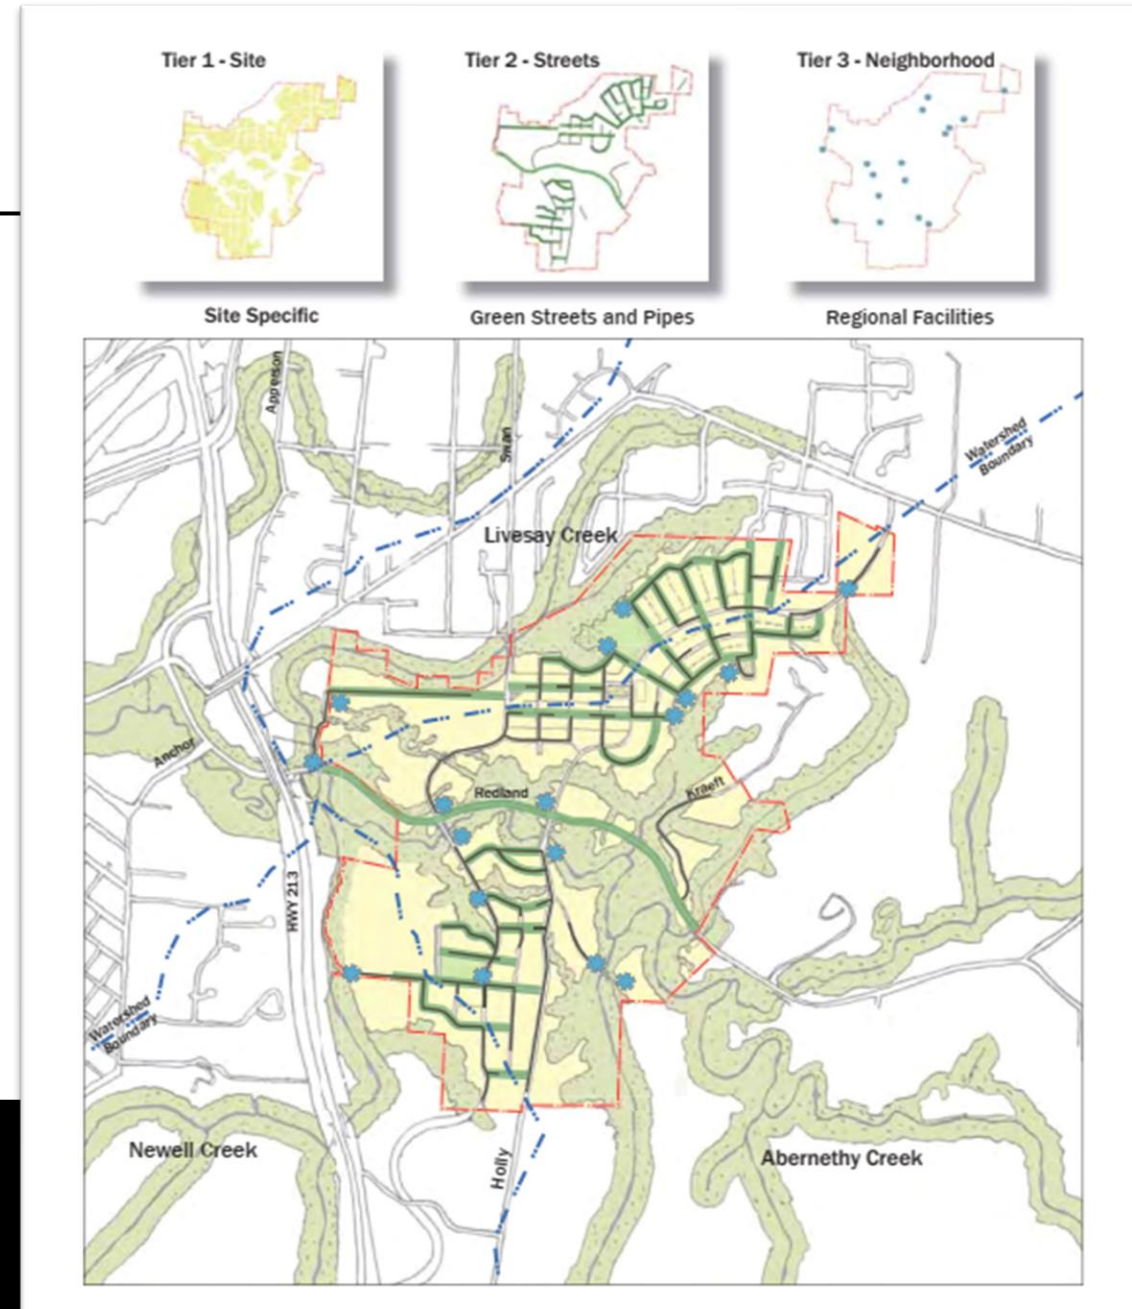 Tier 1 - Site
Tier 2 - Streets
Tier 3 - Neighborhood
Site Specific
Green Streets and Pipes
Regional Facilities
Apperson
Swan
Watershed
Boundary
Livesay Creek
Anchor
Redland
Kraeft
HWY 213
Watershed
Boundary
Newell Creek
Holly
Abernethy Creek